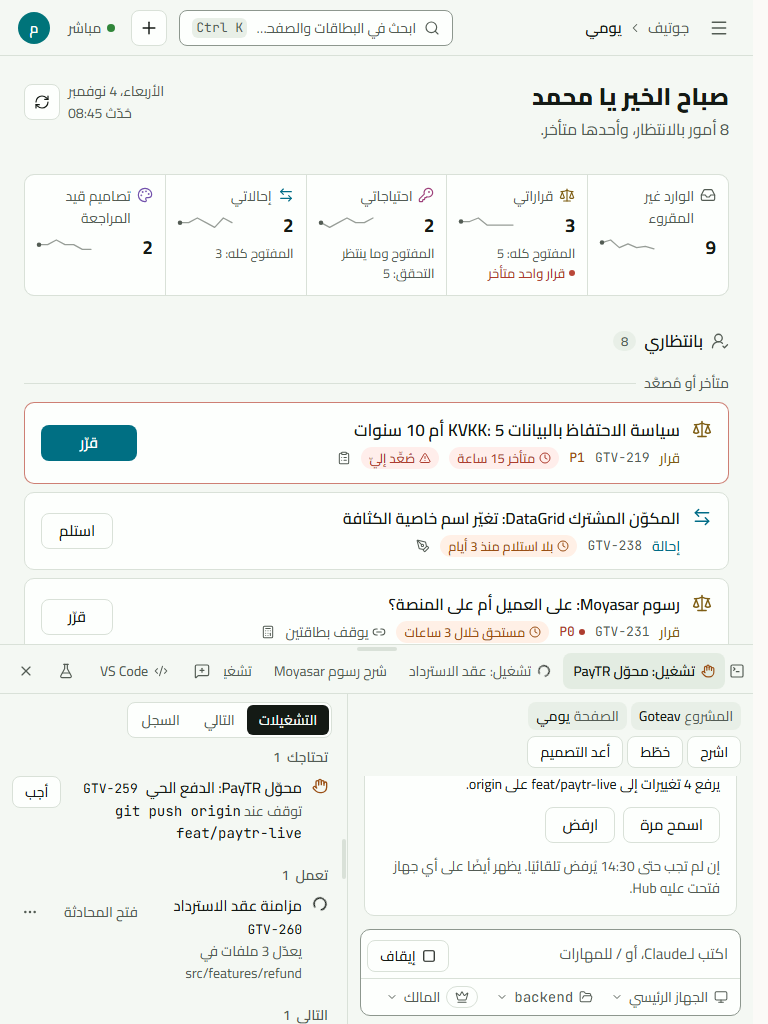 جوتيف › يومي
ابحث في البطاقات والصفحـ... Ctrl K
+
مباشر
م
صباح الخير يا محمد
8 أمور بالانتظار، وأحدها متأخر.
الأربعاء، 4 نوفمبر
حُدّث 08:45
الوارد غير المقروء
9
قراراتي
3
المفتوح كله: 5
قرار واحد متأخر
احتياجاتي
2
المفتوح وما ينتظر التحقق: 5
إحالاتي
2
المفتوح كله: 3
تصاميم قيد المراجعة
2
بانتظاري 8
متأخر أو مُصعَّد
سياسة الاحتفاظ بالبيانات KVKK: 5 أم 10 سنوات
قرار GTV-219 P1 متأخر 15 ساعة صُعِّد إليّ
قرّر
المكوّن المشترك DataGrid: تغيّر اسم خاصية الكثافة
إحالة GTV-238 بلا استلام منذ 3 أيام
استلم
رسوم Moyasar: على العميل أم على المنصة؟
قرار GTV-231 P0 مستحق خلال 3 ساعات يوقف بطاقتين
قرّر
تشغيل: محوّل PayTR
تشغيل: عقد الاسترداد
شرح رسوم Moyasar
تشغي
VS Code
المشروع Goteav الصفحة يومي
اشرح خطّط أعد التصميم
يرفع 4 تغييرات إلى feat/paytr-live على origin.
اسمح مرة ارفض
إن لم تجب حتى 14:30 يُرفض تلقائيًا. يظهر أيضًا على أي جهاز
فتحت عليه Hub.
اكتب لـClaude، أو / للمهارات
إيقاف
الجهاز الرئيسي backend المالك
التشغيلات التالي السجل
تحتاجك 1
محوّل PayTR: الدفع الحي GTV-259
توقف عند git push origin
feat/paytr-live
أجب
تعمل 1
مزامنة عقد الاسترداد
GTV-260
يعدّل 3 ملفات في
src/features/refund
فتح المحادثة
التالي 1